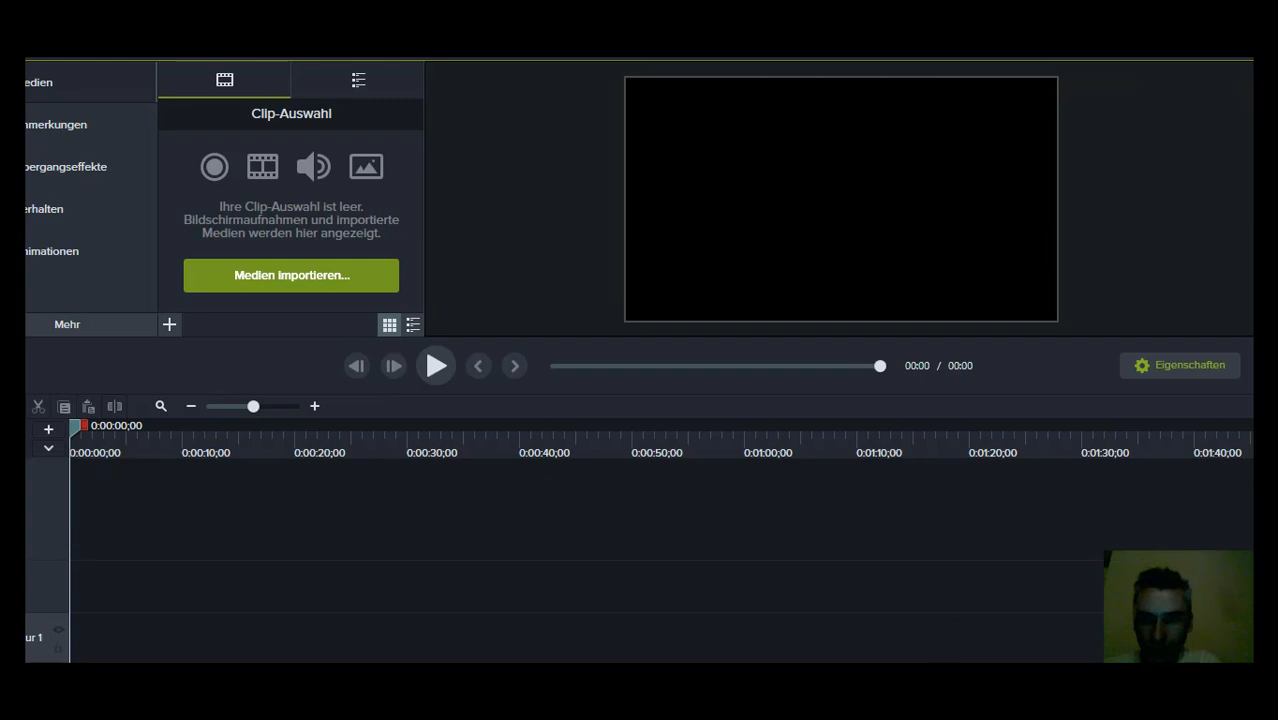 edien
nmerkungen
bergangseffekte
erhalten
nimationen
Mehr
Clip-Auswahl
Ihre Clip-Auswahl ist leer.
Bildschirmaufnahmen und importierte
Medien werden hier angezeigt.
Medien importieren...
00:00 / 00:00
Eigenschaften
0:00:00;00
0:00:00;00 0:00:10;00 0:00:20;00 0:00:30;00 0:00:40;00 0:00:50;00 0:01:00;00 0:01:10;00 0:01:20;00 0:01:30;00 0:01:40;00
ur 1